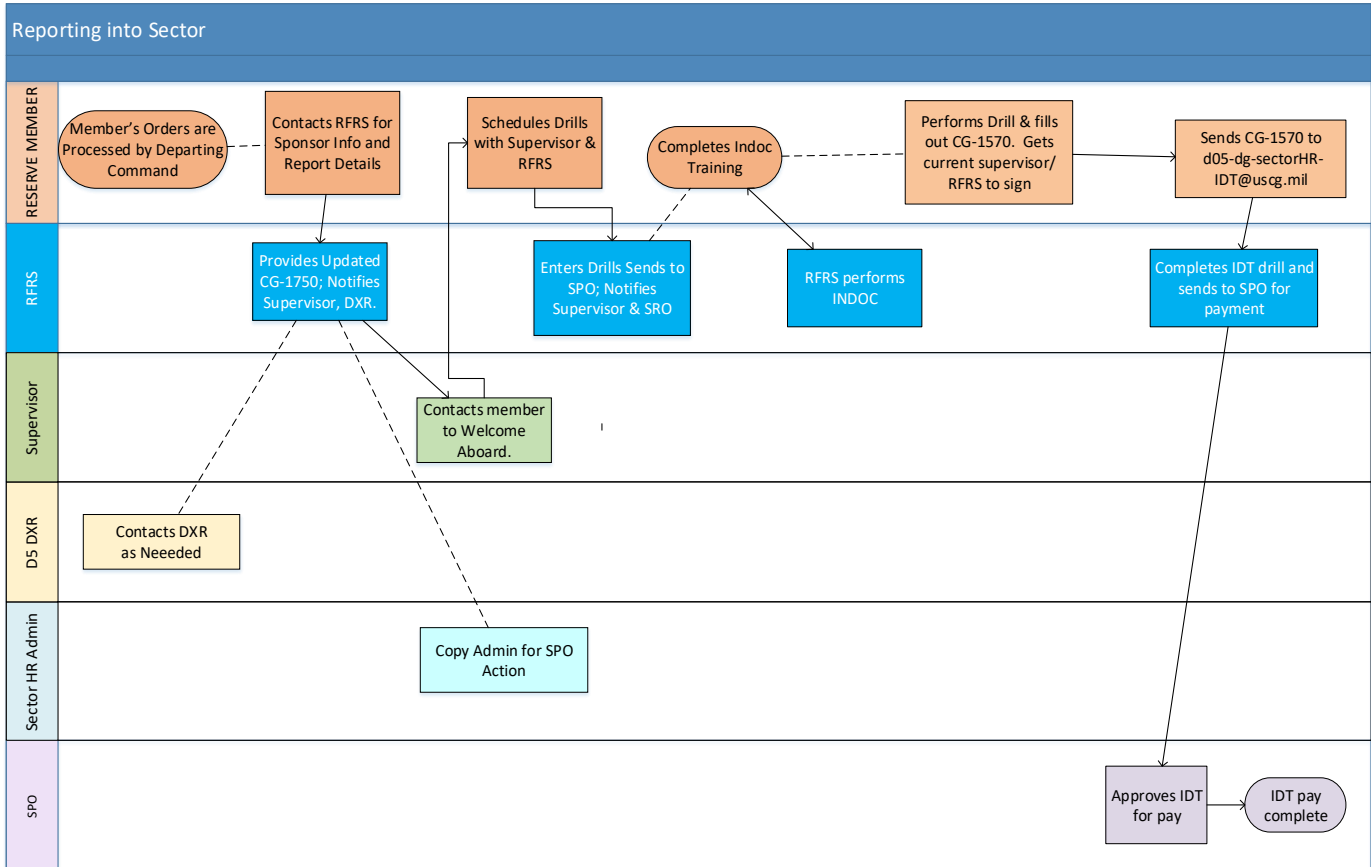 Reporting into Sector
RESERVE MEMBER
Member's Orders are
Processed by Departing
Command
Contacts RFRS for
Sponsor Info and
Report Details
Schedules Drills
with Supervisor &
RFRS
Completes Indoc
Training
Performs Drill & fills
out CG-1570. Gets
current supervisor/
RFRS to sign
Sends CG-1570 to
d05-dg-sectorHR-
IDT@uscg.mil
RFRS
Provides Updated
CG-1750; Notifies
Supervisor, DXR.
Enters Drills Sends to
SPO; Notifies
Supervisor & SRO
RFRS performs
INDOC
Completes IDT drill and
sends to SPO for
payment
Supervisor
Contacts member
to Welcome
Aboard.
D5 DXR
Contacts DXR
as Neeeded
Sector HR Admin
Copy Admin for SPO
Action
SPO
Approves IDT
for pay
IDT pay
complete